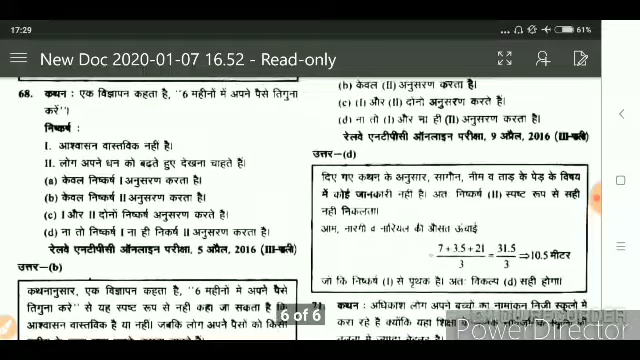 17:29
61%
New Doc 2020-01-07 16.52 - Read-only
68. कथन : एक विज्ञापन कहता है, "6 महीनों में अपने पैसे तिगुना
करें"।
निष्कर्ष :
I. आश्वासन वास्तविक नहीं है।
II. लोग अपने धन को बढ़ते हुए देखना चाहते हैं।
(a) केवल निष्कर्ष I अनुसरण करता है।
(b) केवल निष्कर्ष II अनुसरण करता है।
(c) I और II दोनों निष्कर्ष अनुसरण करते हैं।
(d) ना तो निष्कर्ष I ना ही निकर्ष II अनुसरण करता है।
रेलवे एनटीपीसी ऑनलाइन परीक्षा, 5 अप्रैल, 2016 (III-पाली)
उत्तर-(b)
कथनानुसार, एक विज्ञापन कहता है, "6 महीनो मे अपने पैसे
तिगुना करे" से यह स्पष्ट रूप से नही कहा जा सकता है कि
आश्वासन वास्तविक है या नहीं। जबकि लोग अपने पैसो को किसी
(b) केवल (II) अनुसरण करता है।
(c) (I) और (II) दोनो अनुसरण करते है।
(d) ना तो (I) और ना ही (II) अनुसरण करता है।
रेलवे एनटीपीसी ऑनलाइन परीक्षा, 9 अप्रैल, 2016 (III-पाली)
उत्तर-(d)
दिए गए कथन के अनुसार, सागौन, नीम व ताड़ के पेड़ के विषय
में कोई जानकारी नही है। अतः निष्कर्ष (II) स्पष्ट रूप से सही
नही निकलता।
आम, नारगी व नारियल की औसत ऊंचाई
= 7 + 3.5 + 21 / 3 = 31.5 / 3 ⇒ 10.5 मीटर
जो कि निष्कर्ष (I) से पृथक है। अतः विकल्प (d) सही होगा।
71. कथन : अधिकांश लोग अपने बच्चों का नामांकन निजी स्कूलो मे
करा रहे है क्योंकि यहा शिक्षा
6 of 6
Power Director